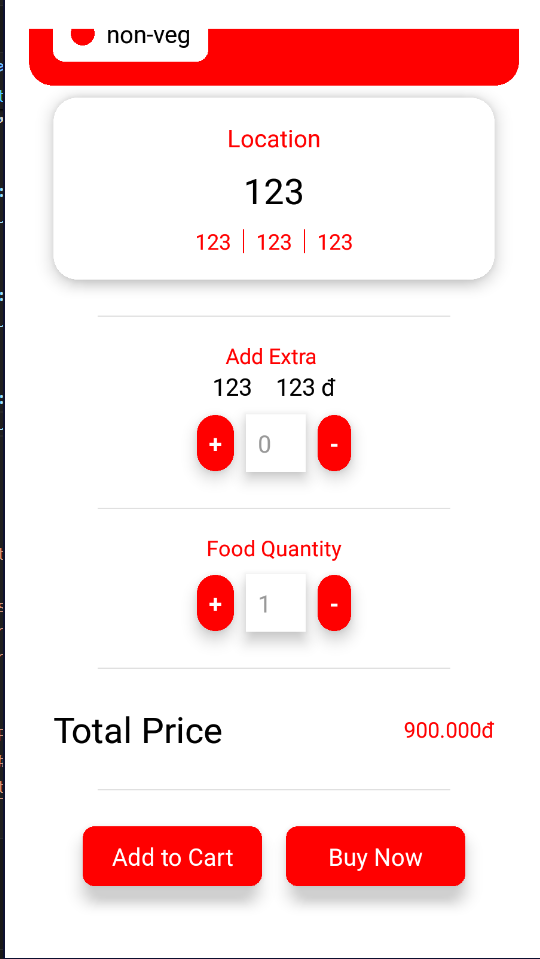 non-veg
Location
123
123 | 123 | 123
Add Extra
123 123 đ
+ 0 -
Food Quantity
+ 1 -
Total Price 900.000đ
Add to Cart Buy Now